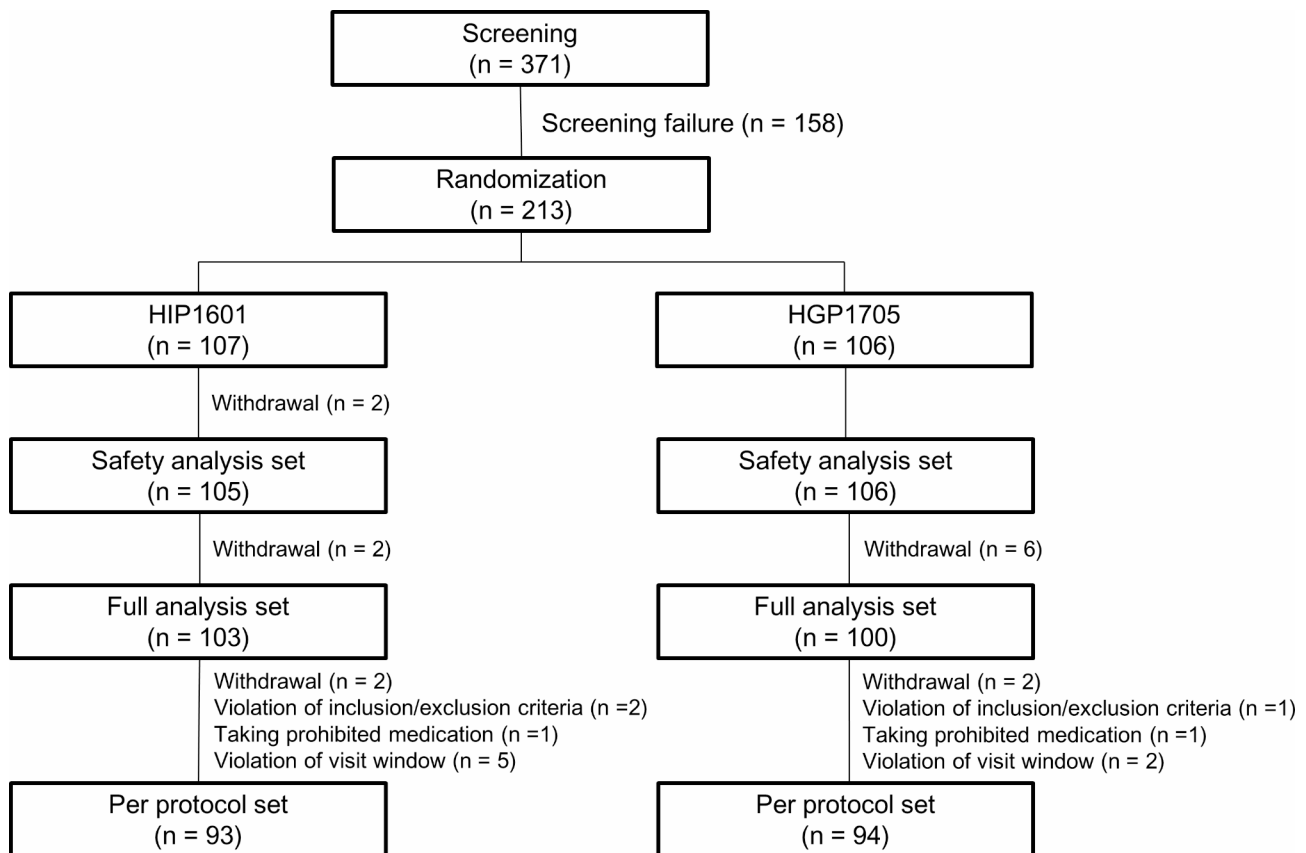 Screening
(n = 371)
Screening failure (n = 158)
Randomization
(n = 213)
HIP1601
(n = 107)
HGP1705
(n = 106)
Withdrawal (n = 2)
Safety analysis set
(n = 105)
Safety analysis set
(n = 106)
Withdrawal (n = 2)
Withdrawal (n = 6)
Full analysis set
(n = 103)
Full analysis set
(n = 100)
Withdrawal (n = 2)
Violation of inclusion/exclusion criteria (n =2)
Taking prohibited medication (n =1)
Violation of visit window (n = 5)
Withdrawal (n = 2)
Violation of inclusion/exclusion criteria (n =1)
Taking prohibited medication (n =1)
Violation of visit window (n = 2)
Per protocol set
(n = 93)
Per protocol set
(n = 94)